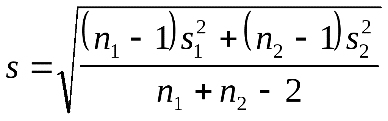 s = √(((n₁ - 1)s₁² + (n₂ - 1)s₂²) / (n₁ + n₂ - 2))